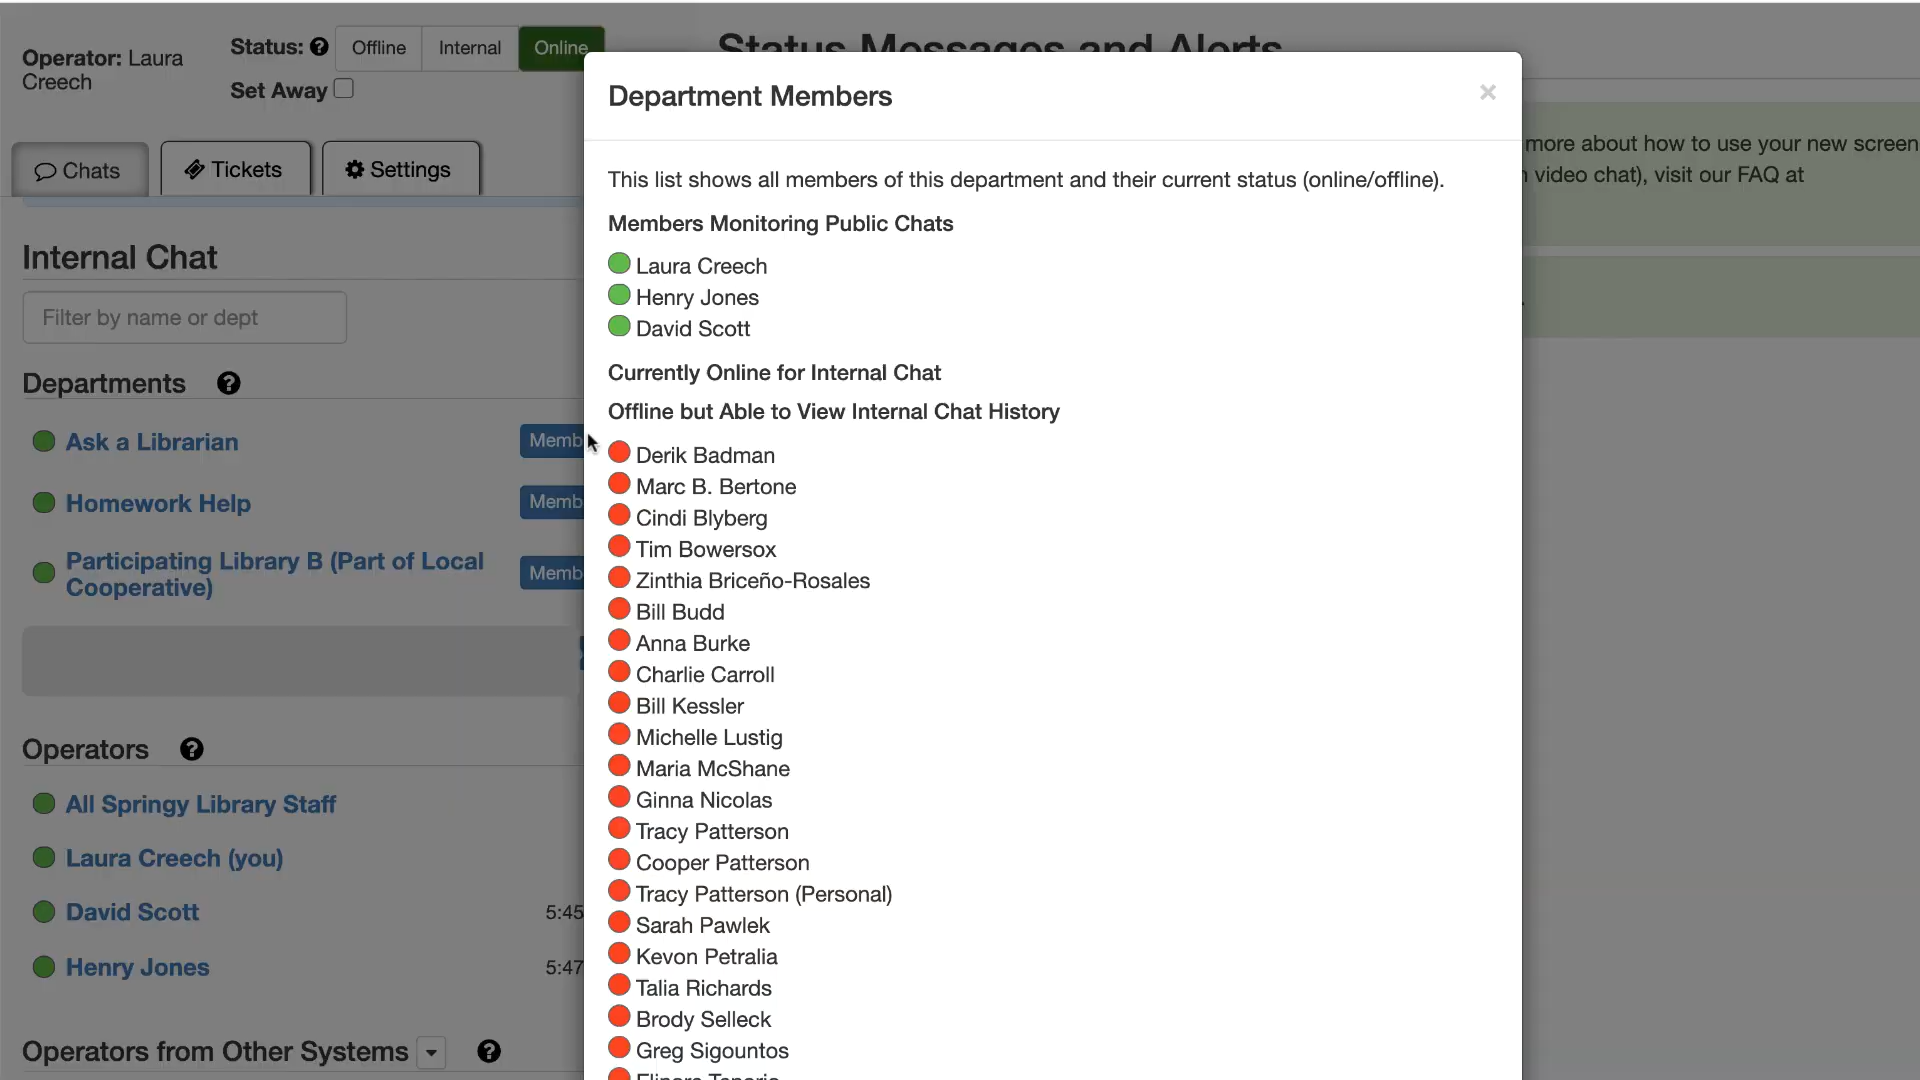 Operator: Laura
Creech
Status:
Offline
Internal
Online
Set Away
Chats
Tickets
Settings
Internal Chat
Filter by name or dept
Departments
Ask a Librarian
Memb
Homework Help
Memb
Participating Library B (Part of Local
Cooperative)
Memb
Operators
All Springy Library Staff
Laura Creech (you)
David Scott
5:45
Henry Jones
5:47
Operators from Other Systems
Status Messages and Alerts
more about how to use your new screen
video chat), visit our FAQ at
Department Members
×
This list shows all members of this department and their current status (online/offline).
Members Monitoring Public Chats
Laura Creech
Henry Jones
David Scott
Currently Online for Internal Chat
Offline but Able to View Internal Chat History
Derik Badman
Marc B. Bertone
Cindi Blyberg
Tim Bowersox
Zinthia Briceño-Rosales
Bill Budd
Anna Burke
Charlie Carroll
Bill Kessler
Michelle Lustig
Maria McShane
Ginna Nicolas
Tracy Patterson
Cooper Patterson
Tracy Patterson (Personal)
Sarah Pawlek
Kevon Petralia
Talia Richards
Brody Selleck
Greg Sigountos